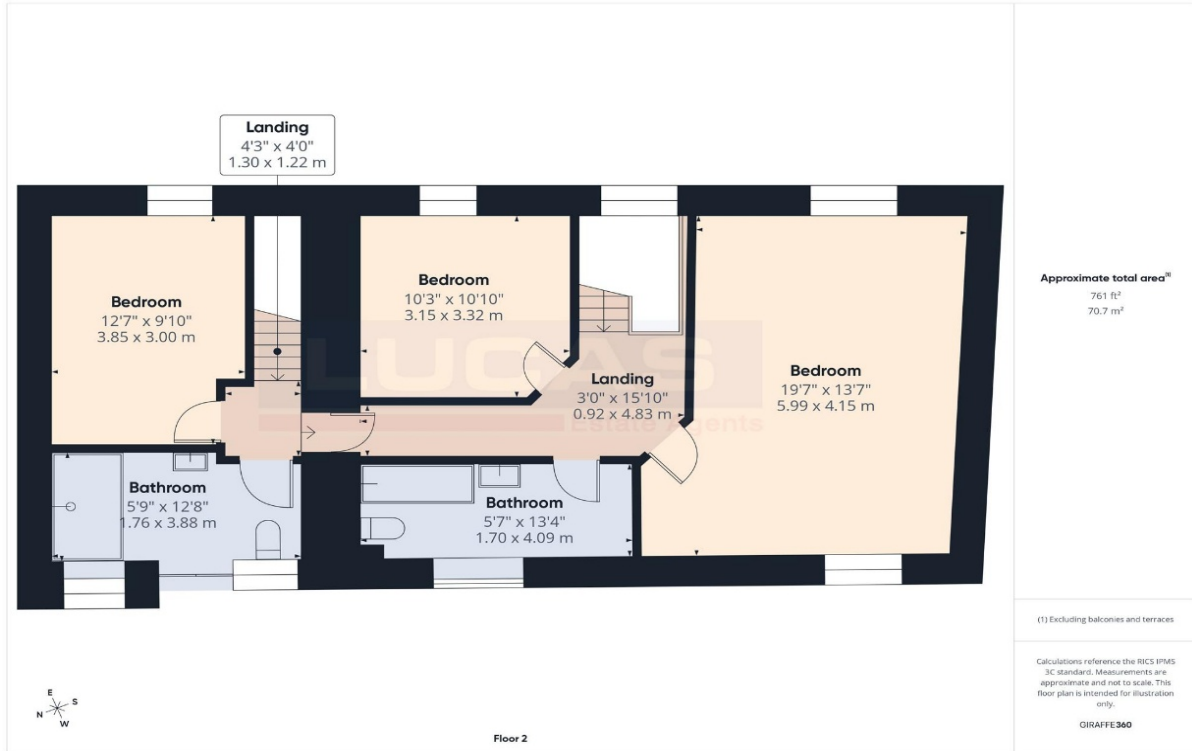 Landing
4'3" x 4'0"
1.30 x 1.22 m
Bedroom
12'7" x 9'10"
3.85 x 3.00 m
Bedroom
10'3" x 10'10"
3.15 x 3.32 m
Landing
3'0" x 15'10"
0.92 x 4.83 m
Bedroom
19'7" x 13'7"
5.99 x 4.15 m
Bathroom
5'9" x 12'8"
1.76 x 3.88 m
Bathroom
5'7" x 13'4"
1.70 x 4.09 m
LUCAS
Estate Agents
E
S
N
W
Floor 2
Approximate total area⁽¹⁾
761 ft²
70.7 m²
(1) Excluding balconies and terraces
Calculations reference the RICS IPMS
3C standard. Measurements are
approximate and not to scale. This
floor plan is intended for illustration
only.
GIRAFFE360